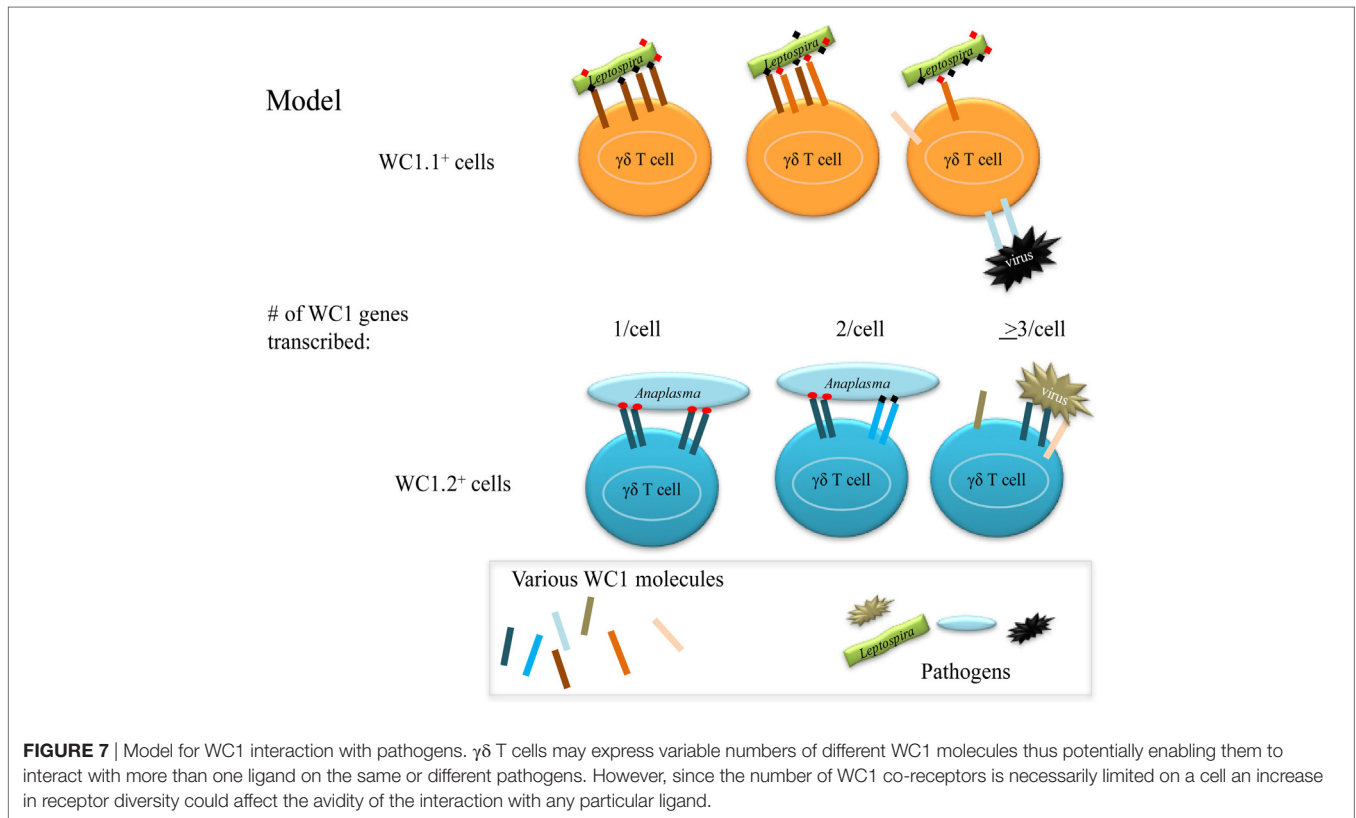 Leptospira
Leptospira
Leptospira
Model
WC1.1⁺ cells
γδ T cell
γδ T cell
γδ T cell
virus
# of WC1 genes
transcribed:
1/cell
2/cell
≥3/cell
Anaplasma
Anaplasma
virus
WC1.2⁺ cells
γδ T cell
γδ T cell
γδ T cell
Various WC1 molecules
Leptospira
Pathogens
FIGURE 7 | Model for WC1 interaction with pathogens. γδ T cells may express variable numbers of different WC1 molecules thus potentially enabling them to
interact with more than one ligand on the same or different pathogens. However, since the number of WC1 co-receptors is necessarily limited on a cell an increase
in receptor diversity could affect the avidity of the interaction with any particular ligand.